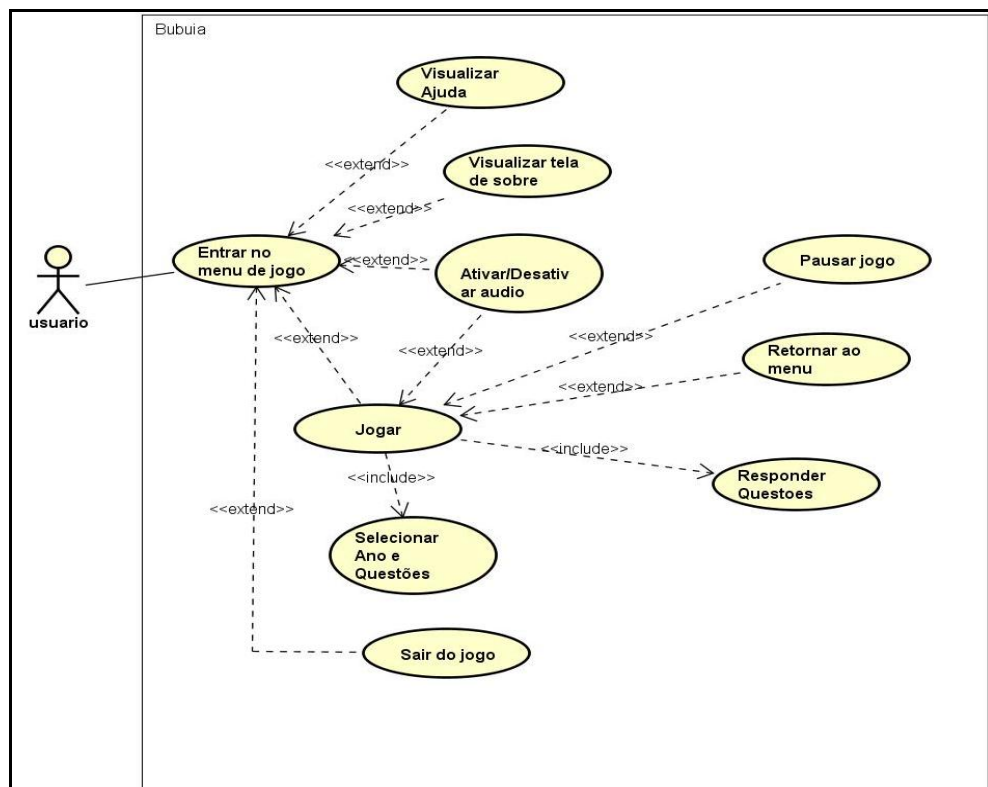 Bubuia
Visualizar
Ajuda
<<extend>>
Visualizar tela
de sobre
<<extend>>
Entrar no
menu de jogo
<<extend>>
Ativar/Desativ
ar audio
Pausar jogo
usuario
<<extend>>
<<extend>>
<<extend>>
Retornar ao
menu
<<extend>>
Jogar
<<include>>
<<include>>
Responder
Questoes
<<extend>>
Selecionar
Ano e
Questões
Sair do jogo